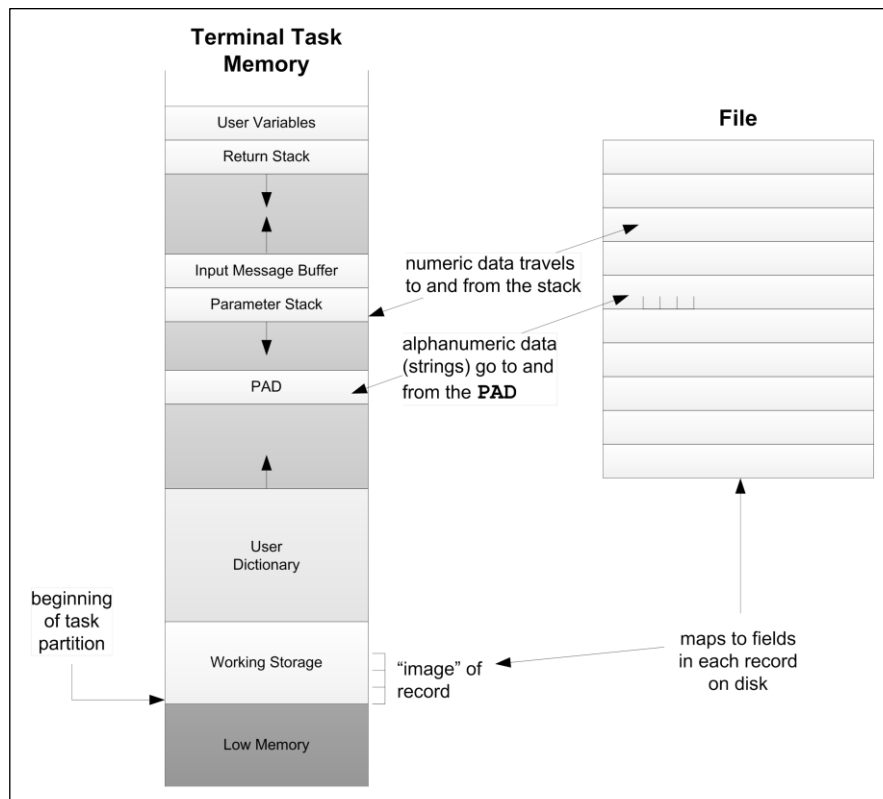 Terminal Task
Memory
User Variables
Return Stack
Input Message Buffer
Parameter Stack
PAD
User
Dictionary
Working Storage
Low Memory
beginning
of task
partition
“image” of
record
numeric data travels
to and from the stack
alphanumeric data
(strings) go to and
from the PAD
File
maps to fields
in each record
on disk